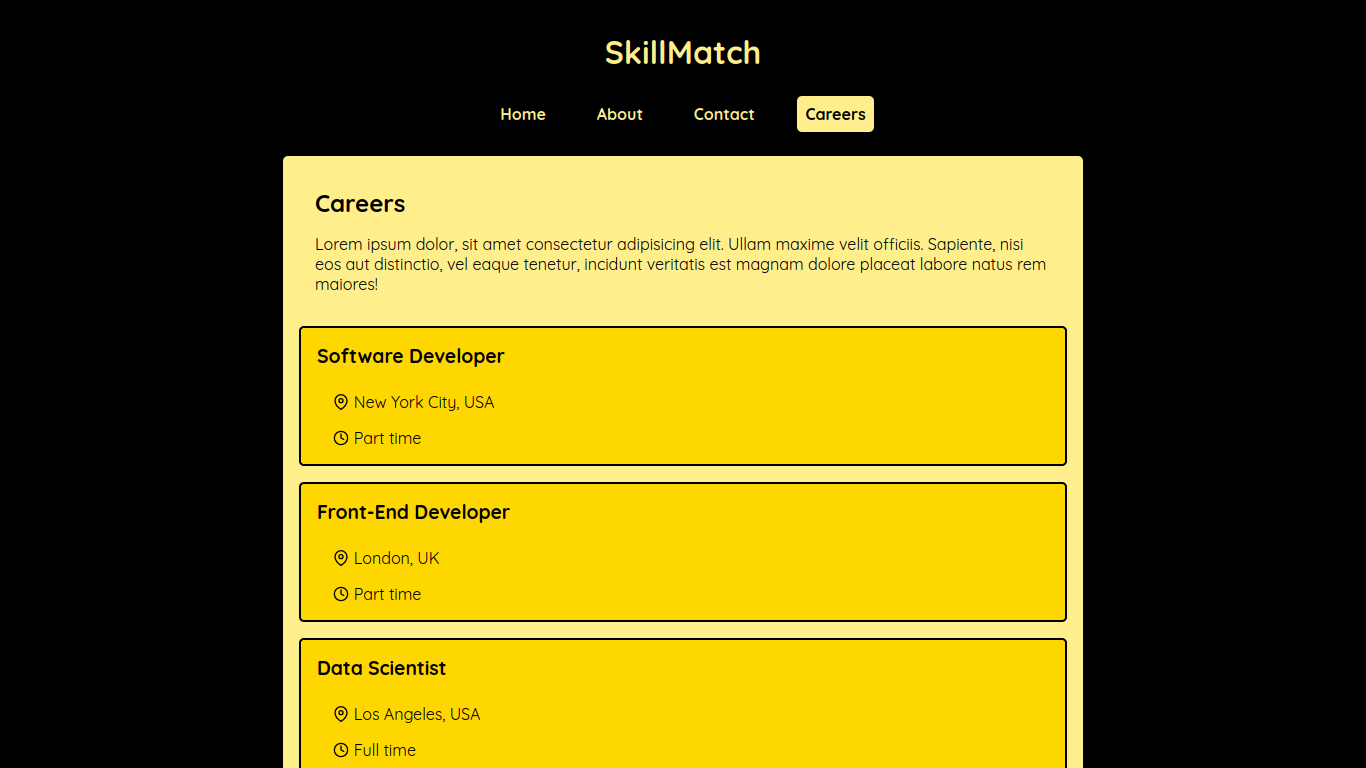 SkillMatch
Home About Contact Careers
Careers
Lorem ipsum dolor, sit amet consectetur adipisicing elit. Ullam maxime velit officiis. Sapiente, nisi
eos aut distinctio, vel eaque tenetur, incidunt veritatis est magnam dolore placeat labore natus rem
maiores!
Software Developer
New York City, USA
Part time
Front-End Developer
London, UK
Part time
Data Scientist
Los Angeles, USA
Full time